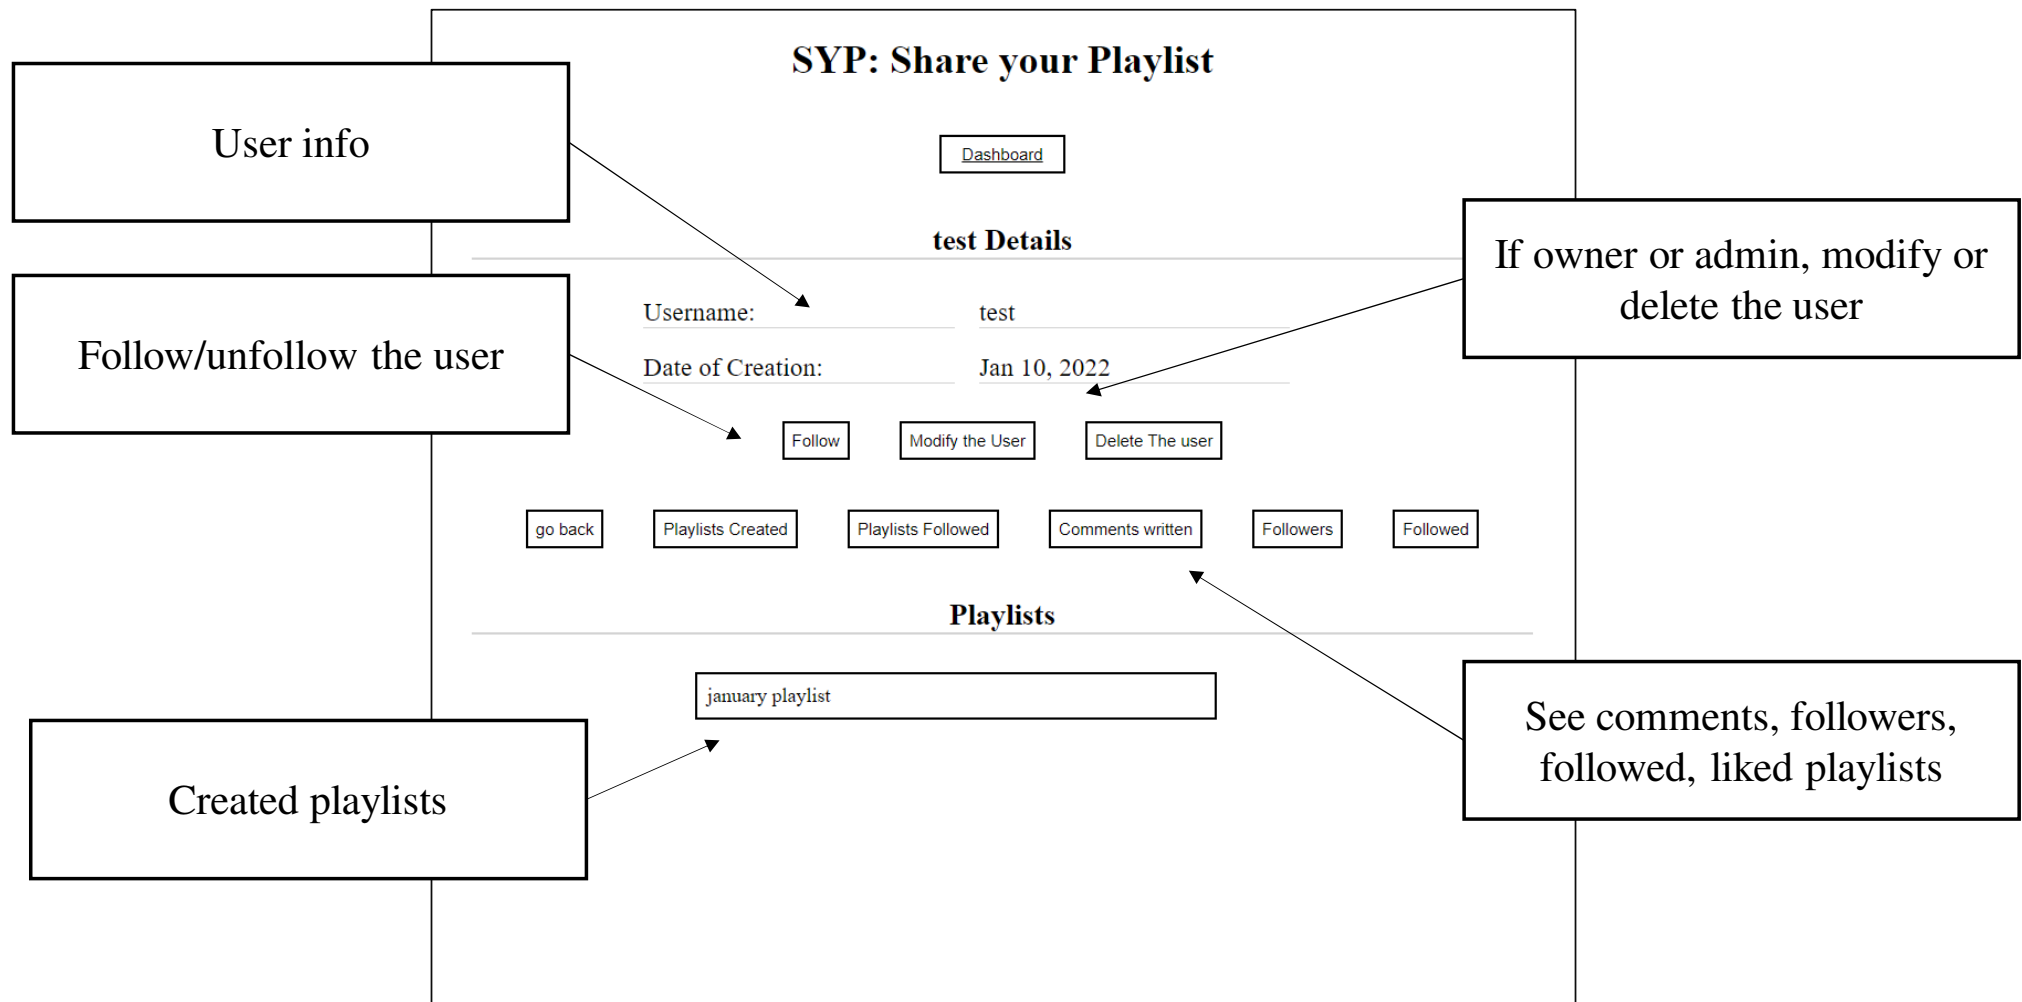 SYP: Share your Playlist
User info
Dashboard
test Details
If owner or admin, modify or
delete the user
Username: test
Follow/unfollow the user
Date of Creation: Jan 10, 2022
Follow Modify the User Delete The user
go back Playlists Created Playlists Followed Comments written Followers Followed
Playlists
january playlist
See comments, followers,
followed, liked playlists
Created playlists